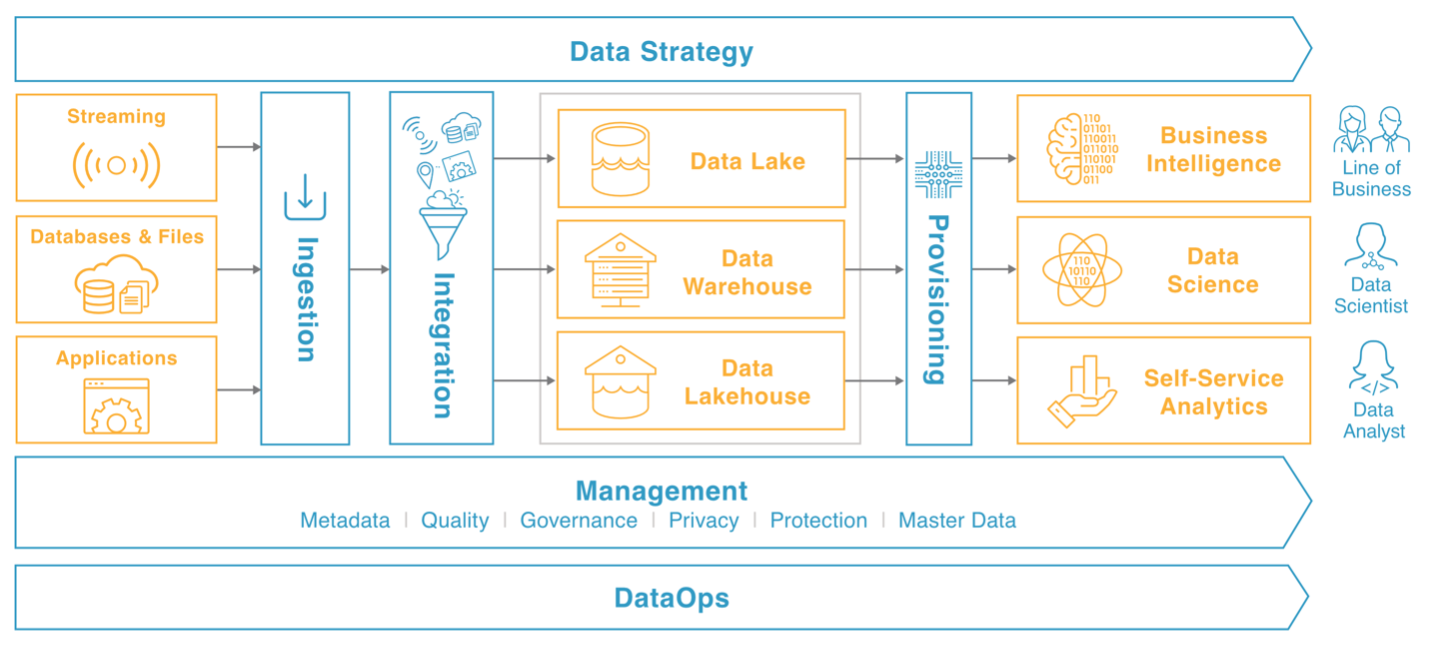 Data Strategy
Streaming
Databases & Files
Applications
Ingestion
Integration
Data Lake
Data
Warehouse
Data
Lakehouse
Provisioning
110
01101
110011
011010
110101
01100
011
Business
Intelligence
110
10110
110
Data
Science
Self-Service
Analytics
Line of
Business
Data
Scientist
</>
Data
Analyst
Management
Metadata | Quality | Governance | Privacy | Protection | Master Data
DataOps